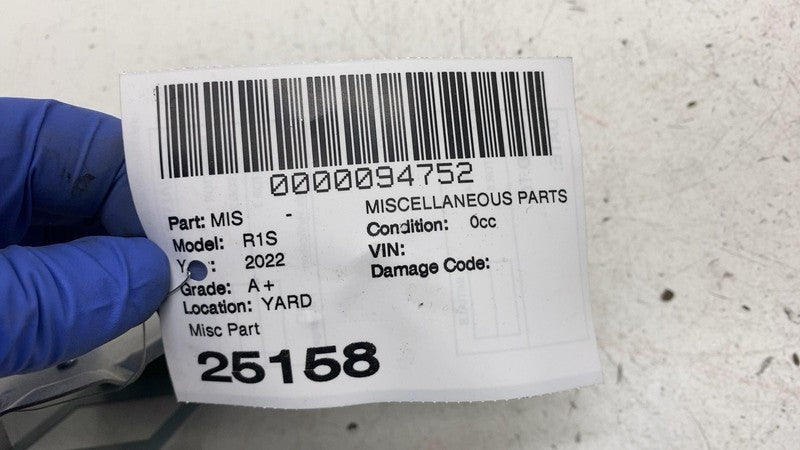 0000094752
Part: MIS -
MISCELLANEOUS PARTS
Model: R1S
Condition: 0cc
Y : 2022
VIN:
Grade: A+
Damage Code:
Location: YARD
Misc Part
25158